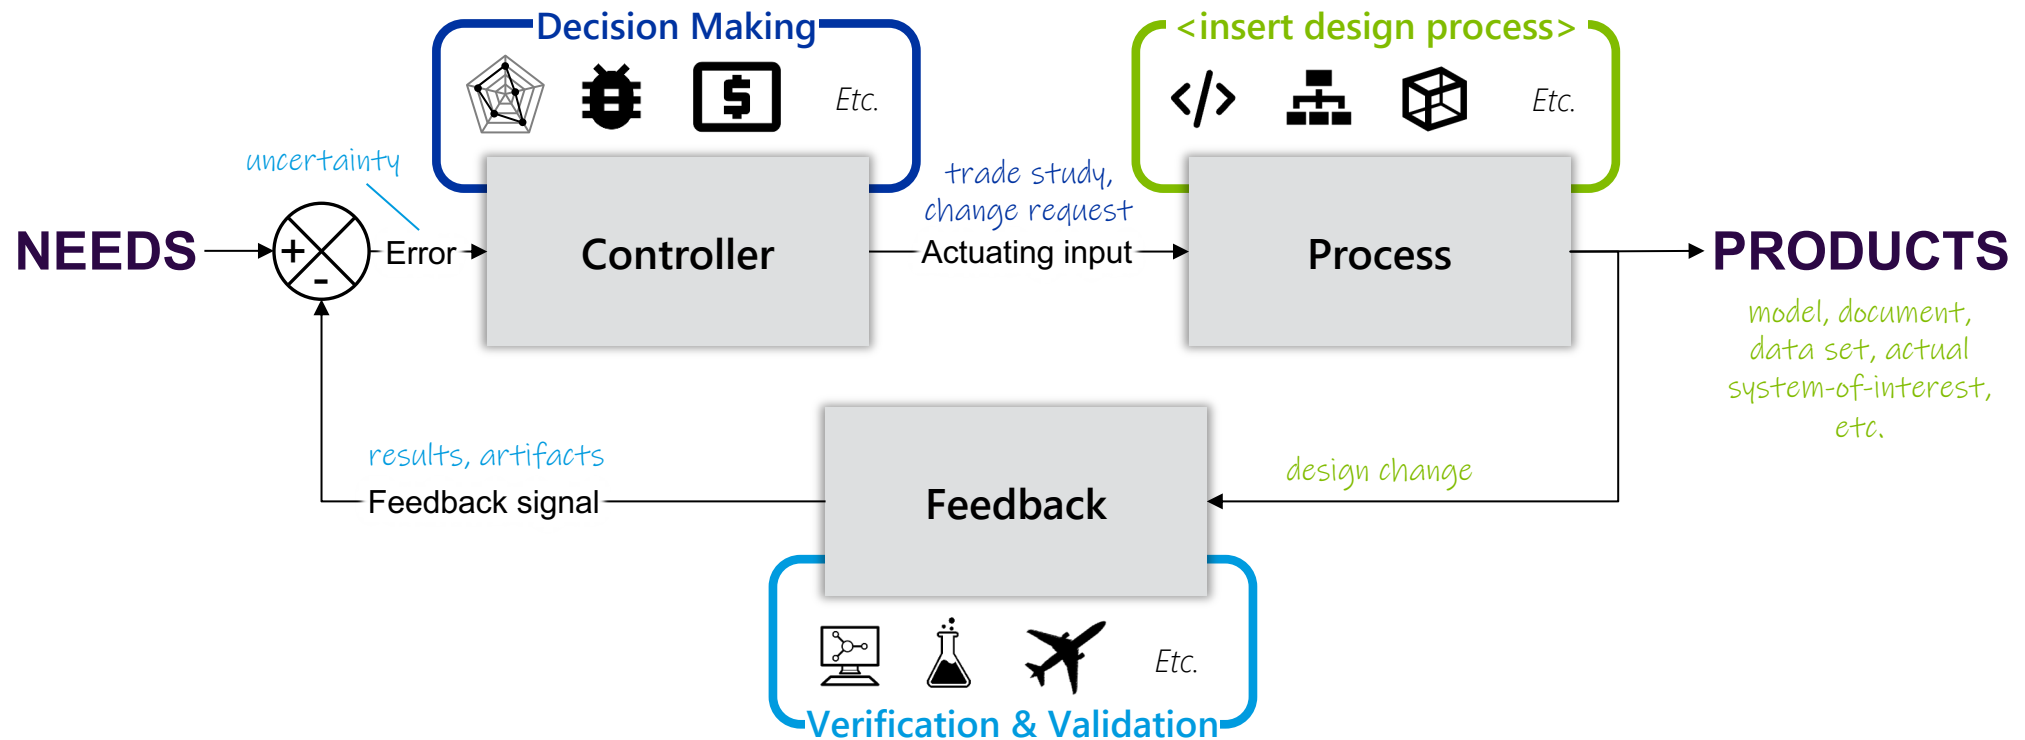 Decision Making
<insert design process>
Etc.
Etc.
uncertainty
trade study,
change request
NEEDS
+
-
Error
Controller
Actuating input
Process
PRODUCTS
model, document,
data set, actual
system-of-interest,
etc.
results, artifacts
Feedback signal
Feedback
design change
Etc.
Verification & Validation